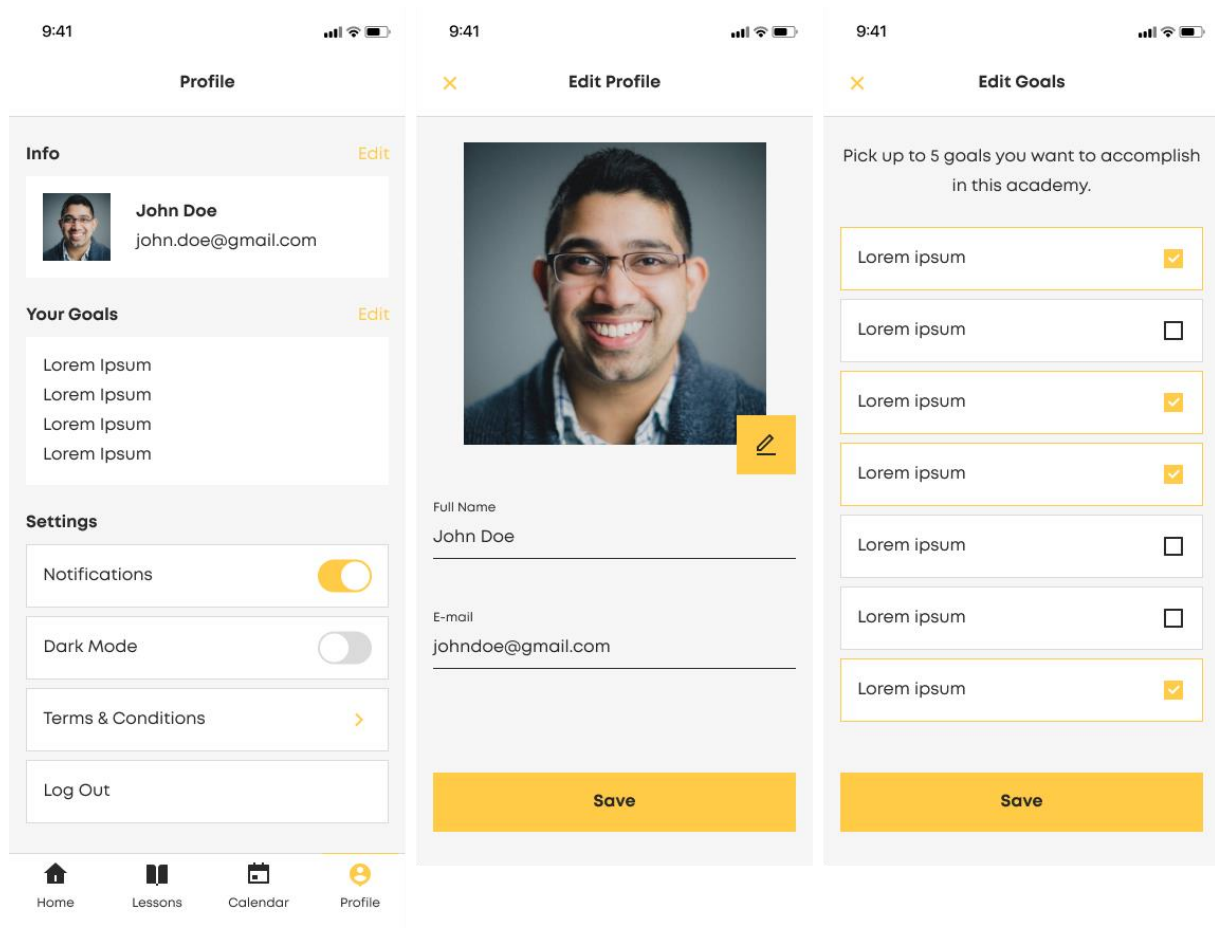 9:41
Profile
Info
Edit
John Doe
john.doe@gmail.com
Your Goals
Edit
Lorem Ipsum
Lorem Ipsum
Lorem Ipsum
Lorem Ipsum
Settings
Notifications
Dark Mode
Terms & Conditions
Log Out
Home
Lessons
Calendar
Profile
9:41
Edit Profile
Full Name
John Doe
E-mail
johndoe@gmail.com
Save
9:41
Edit Goals
Pick up to 5 goals you want to accomplish
in this academy.
Lorem ipsum
Lorem ipsum
Lorem ipsum
Lorem ipsum
Lorem ipsum
Lorem ipsum
Lorem ipsum
Save